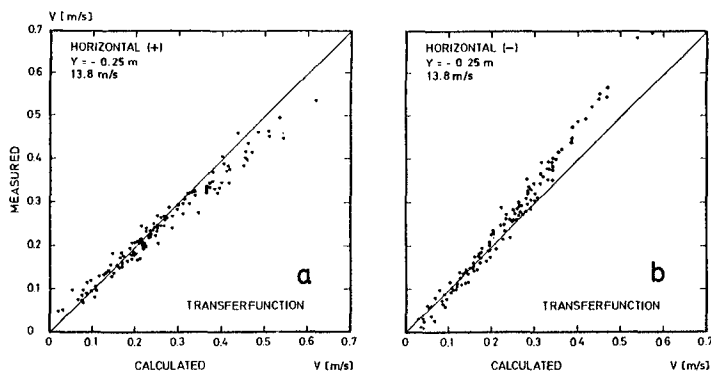 V [m/s]
0.7
0.6
0.5
0.4
0.3
0.2
0.1
0
MEASURED
HORIZONTAL (+)
Y = - 0.25 m
13.8 m/s
a
TRANSFERFUNCTION
0.1 0.2 0.3 0.4 0.5 0.6 0.7
CALCULATED V [m/s]
HORIZONTAL (-)
Y = - 0.25 m
13.8 m/s
b
TRANSFERFUNCTION
0 0.1 0.2 0.3 0.4 0.5 0.6 0.7
CALCULATED V [m/s]